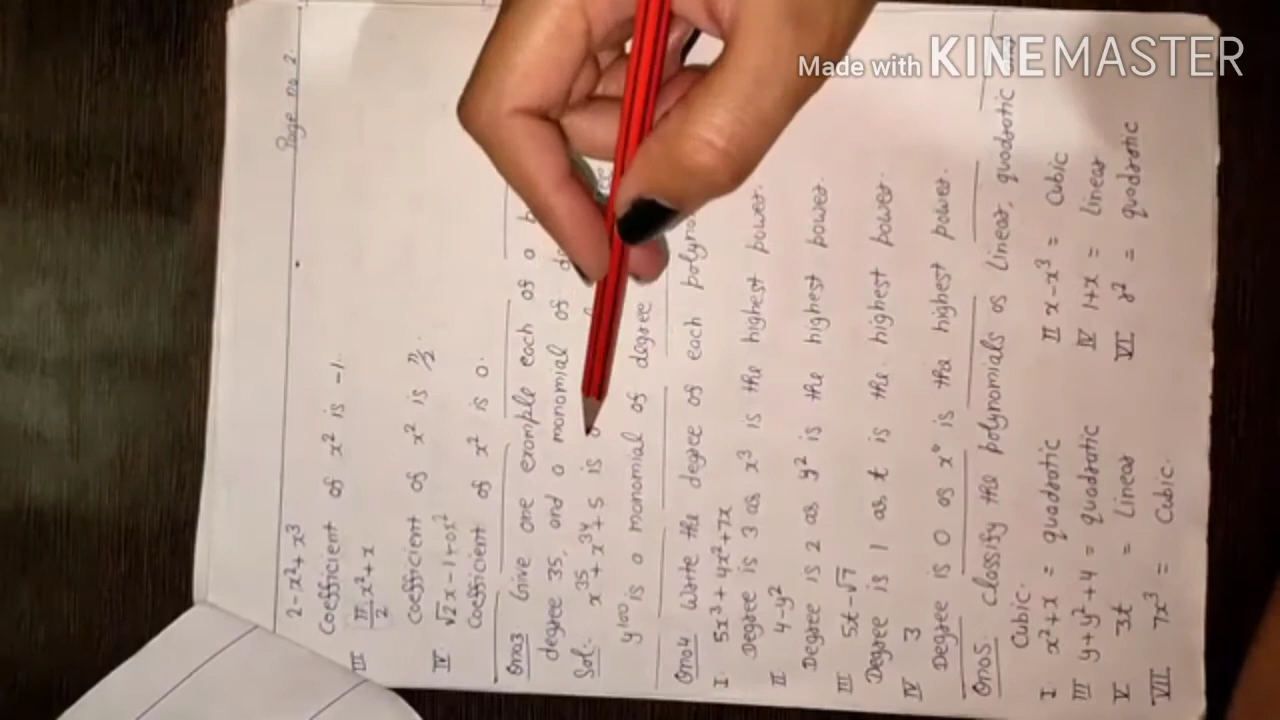 Made with KINEMASTER
Page no 2.
2-x²+x³
Coefficient of x² is -1.
III π/2 x²+x
Coefficient of x² is π/2.
IV √2x-1+0x²
Coefficient of x² is 0.
Qno3. Give one example each of a
degree 35, and a monomial of
Sol. x³⁵+x³⁴+5 is
y¹⁰⁰ is a monomial of degree
Qno4 Write the degree of each
I. 5x³+4x²+7x
Degree is 3 as x³ is the highest power.
II 4-y²
Degree is 2 as y² is the highest power.
III 5t-√7
Degree is 1 as t is the highest power.
IV 3
Degree is 0 as x⁰ is the highest power.
Qno5. Classify the polynomials as linear, quadratic
Cubic.
I x²+x = quadratic II x-x³ = Cubic
III y+y²+4 = quadratic IV 1+x = linear
V 3t = linear VI r² = quadratic
VII 7x³ = Cubic.